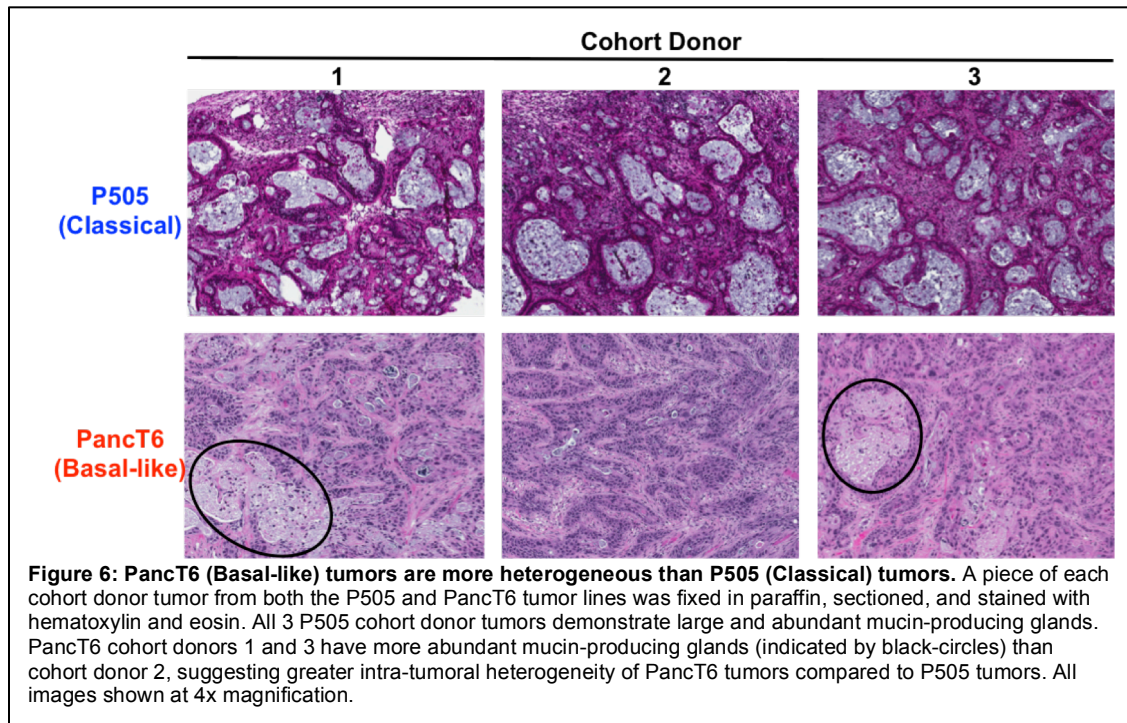 Cohort Donor
1 2 3
P505
(Classical)
PancT6
(Basal-like)
Figure 6: PancT6 (Basal-like) tumors are more heterogeneous than P505 (Classical) tumors. A piece of each
cohort donor tumor from both the P505 and PancT6 tumor lines was fixed in paraffin, sectioned, and stained with
hematoxylin and eosin. All 3 P505 cohort donor tumors demonstrate large and abundant mucin-producing glands.
PancT6 cohort donors 1 and 3 have more abundant mucin-producing glands (indicated by black-circles) than
cohort donor 2, suggesting greater intra-tumoral heterogeneity of PancT6 tumors compared to P505 tumors. All
images shown at 4x magnification.